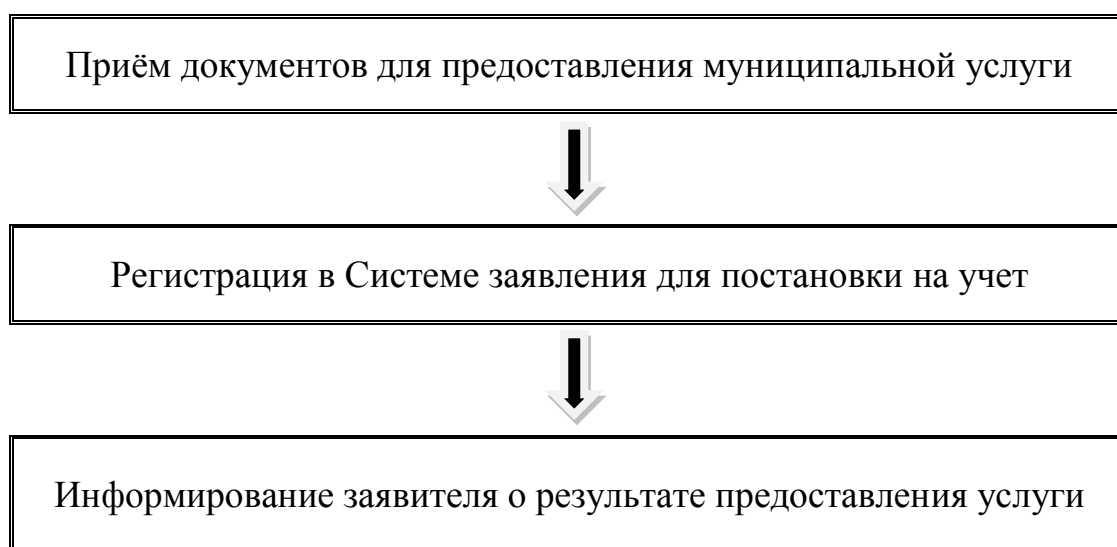 Приём документов для предоставления муниципальной услуги
Регистрация в Системе заявления для постановки на учет
Информирование заявителя о результате предоставления услуги